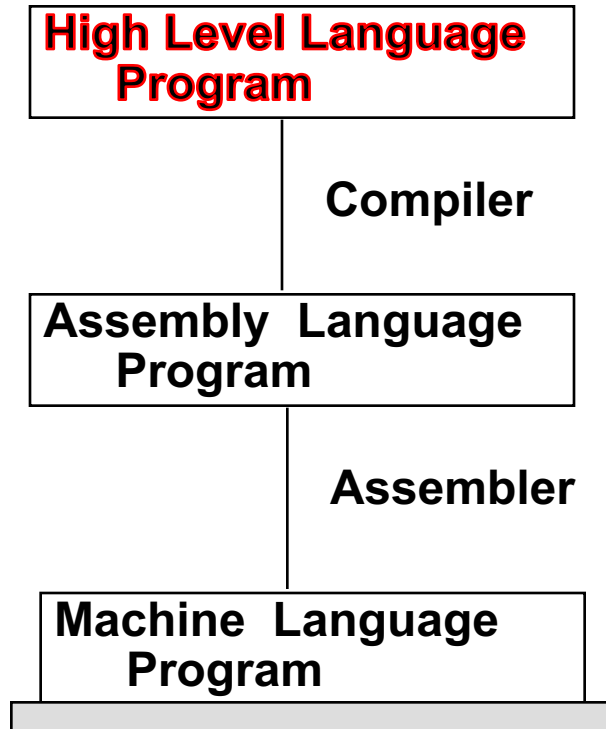 High Level Language
Program
Compiler
Assembly Language
Program
Assembler
Machine Language
Program